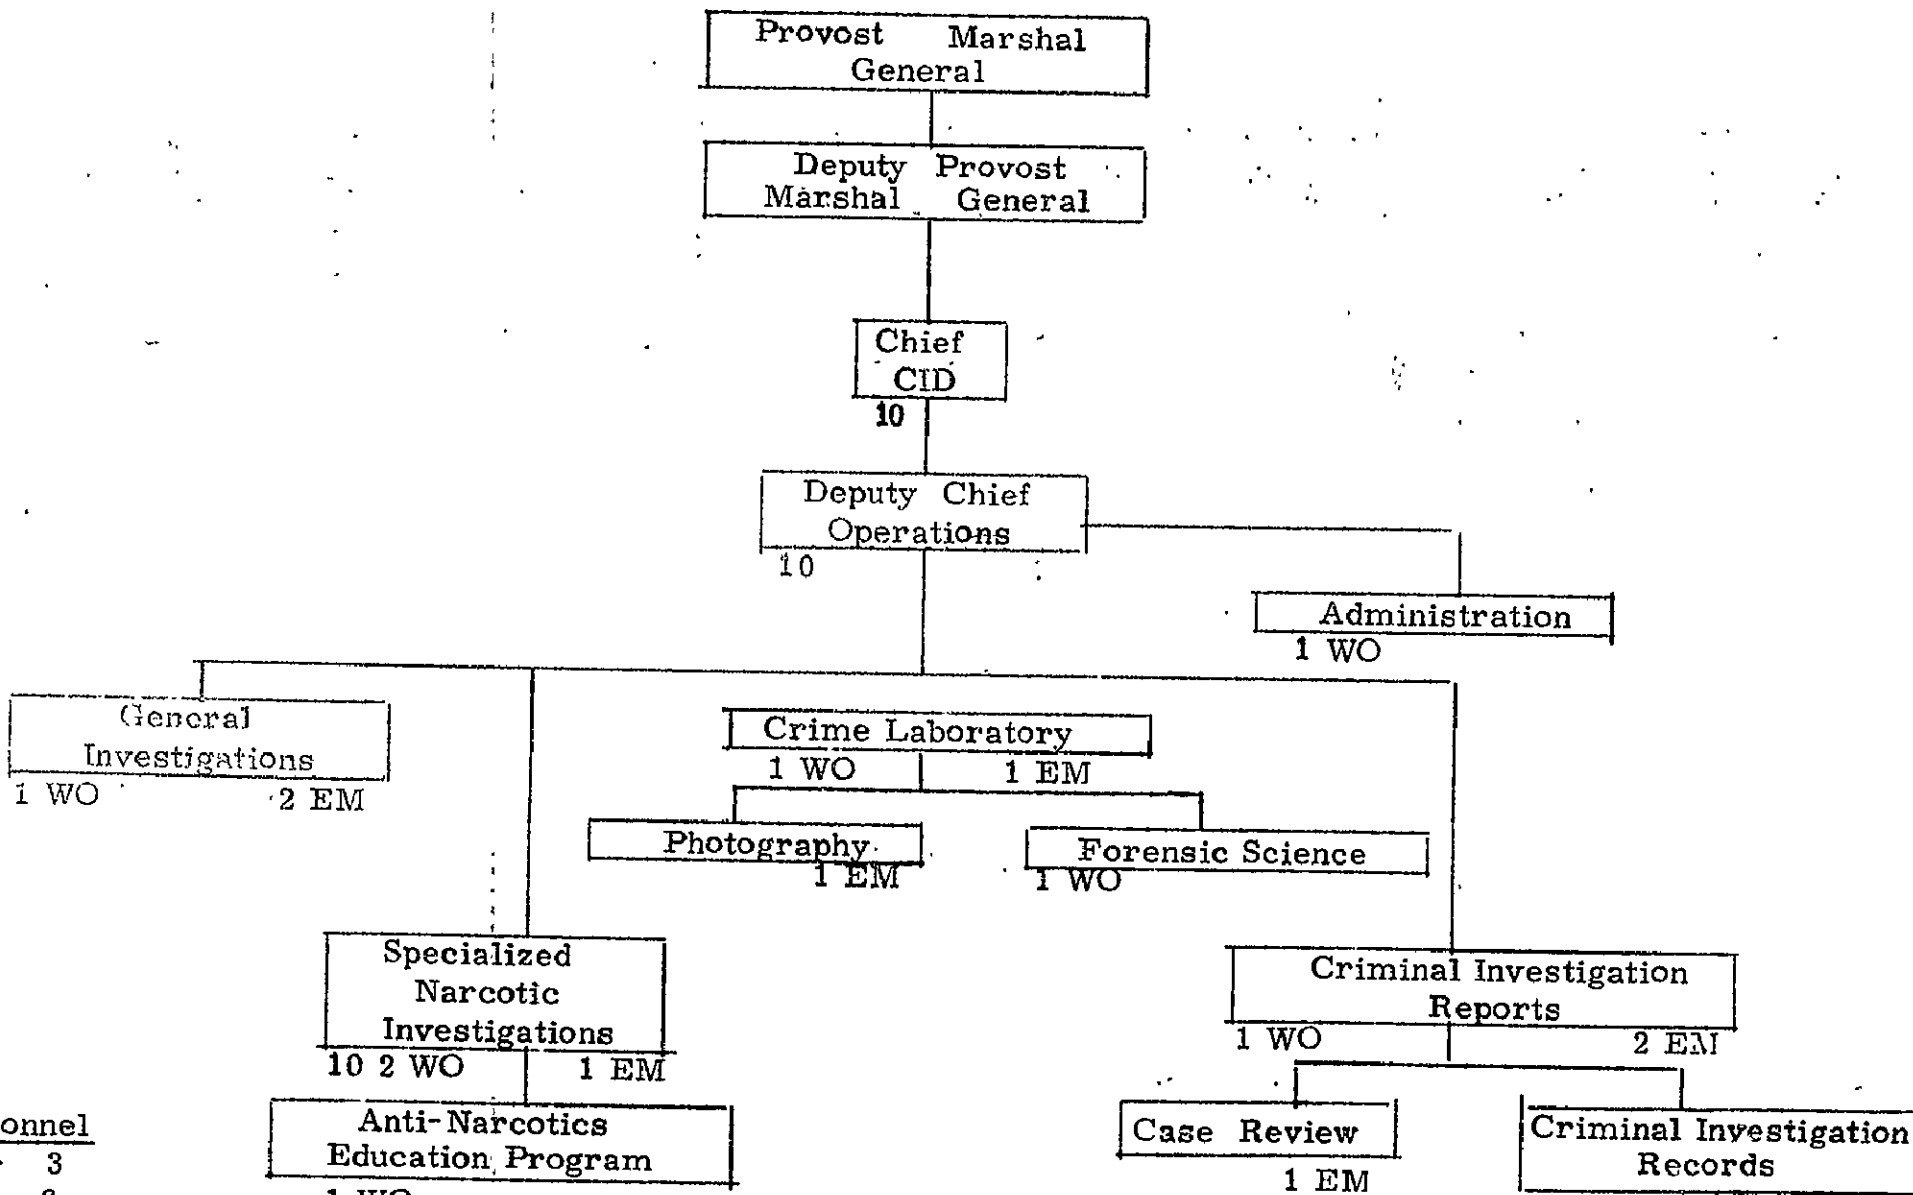 Provost Marshal
General
Deputy Provost
Marshal General
Chief
CID
10
Deputy Chief
Operations
10
Administration
1 WO
General
Investigations
1 WO 2 EM
Crime Laboratory
1 WO 1 EM
Photography
1 EM
Forensic Science
1 WO
Specialized
Narcotic
Investigations
10 2 WO 1 EM
Anti-Narcotics
Education Program
1 WO
Criminal Investigation
Reports
1 WO 2 EM
Case Review
1 EM
Criminal Investigation
Records
onnel
3